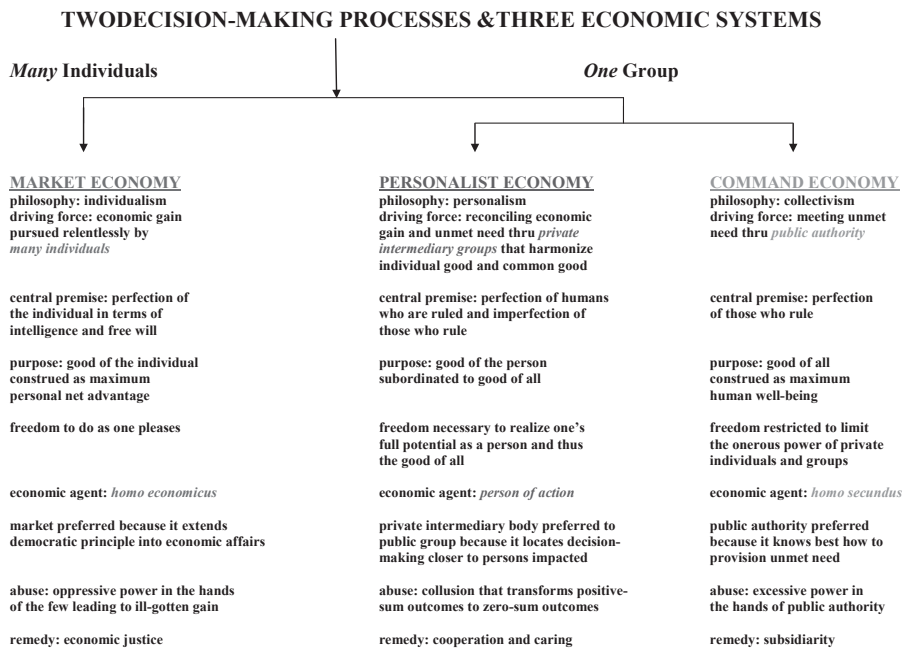 TWODECISION-MAKING PROCESSES &THREE ECONOMIC SYSTEMS
Many Individuals
One Group
MARKET ECONOMY
philosophy: individualism
driving force: economic gain
pursued relentlessly by
many individuals
central premise: perfection of
the individual in terms of
intelligence and free will
purpose: good of the individual
construed as maximum
personal net advantage
freedom to do as one pleases
economic agent: homo economicus
market preferred because it extends
democratic principle into economic affairs
abuse: oppressive power in the hands
of the few leading to ill-gotten gain
remedy: economic justice
PERSONALIST ECONOMY
philosophy: personalism
driving force: reconciling economic
gain and unmet need thru private
intermediary groups that harmonize
individual good and common good
central premise: perfection of humans
who are ruled and imperfection of
those who rule
purpose: good of the person
subordinated to good of all
freedom necessary to realize one's
full potential as a person and thus
the good of all
economic agent: person of action
private intermediary body preferred to
public group because it locates decision-
making closer to persons impacted
abuse: collusion that transforms positive-
sum outcomes to zero-sum outcomes
remedy: cooperation and caring
COMMAND ECONOMY
philosophy: collectivism
driving force: meeting unmet
need thru public authority
central premise: perfection
of those who rule
purpose: good of all
construed as maximum
human well-being
freedom restricted to limit
the onerous power of private
individuals and groups
economic agent: homo secundus
public authority preferred
because it knows best how to
provision unmet need
abuse: excessive power in
the hands of public authority
remedy: subsidiarity